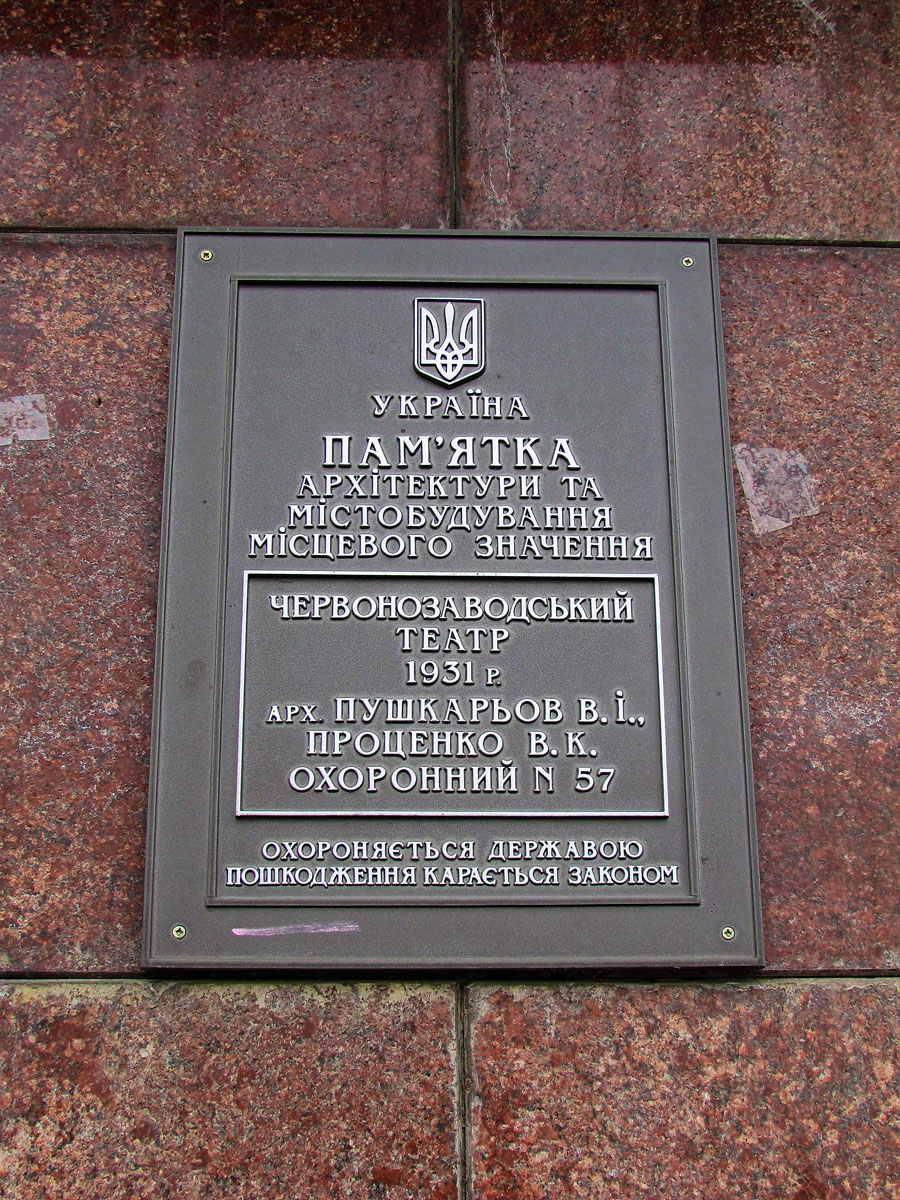 УКРАЇНА
ПАМ'ЯТКА
АРХІТЕКТУРИ ТА
МІСТОБУДУВАННЯ
МІСЦЕВОГО ЗНАЧЕННЯ
ЧЕРВОНОЗАВОДСЬКИЙ
ТЕАТР
1931 Р.
АРХ. ПУШКАРЬОВ В.І.,
ПРОЦЕНКО В.К.
ОХОРОННИЙ N 57
ОХОРОНЯЄТЬСЯ ДЕРЖАВОЮ
ПОШКОДЖЕННЯ КАРАЄТЬСЯ ЗАКОНОМ